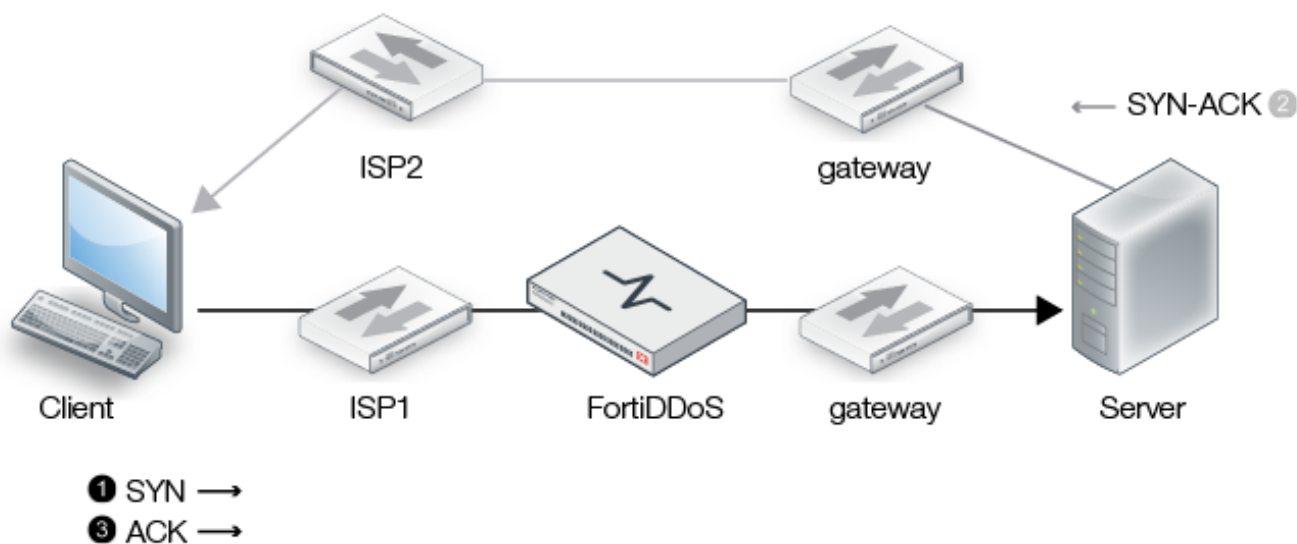 ← SYN-ACK 2
ISP2
gateway
Client
ISP1
FortiDDoS
gateway
Server
1 SYN →
3 ACK →